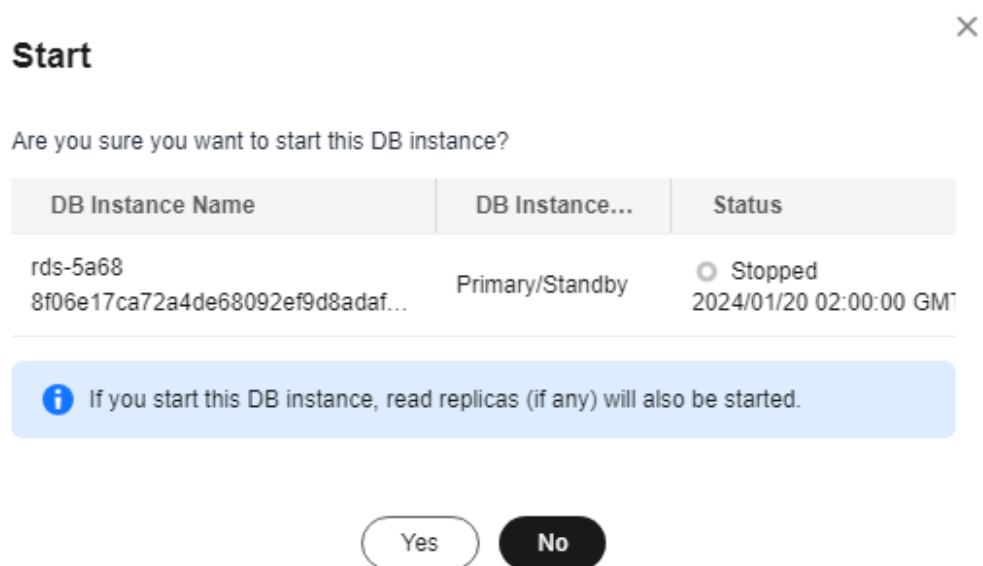 Start
Are you sure you want to start this DB instance?
DB Instance Name DB Instance... Status
rds-5a68
8f06e17ca72a4de68092ef9d8adaf...
Primary/Standby
Stopped
2024/01/20 02:00:00 GMT
If you start this DB instance, read replicas (if any) will also be started.
Yes No